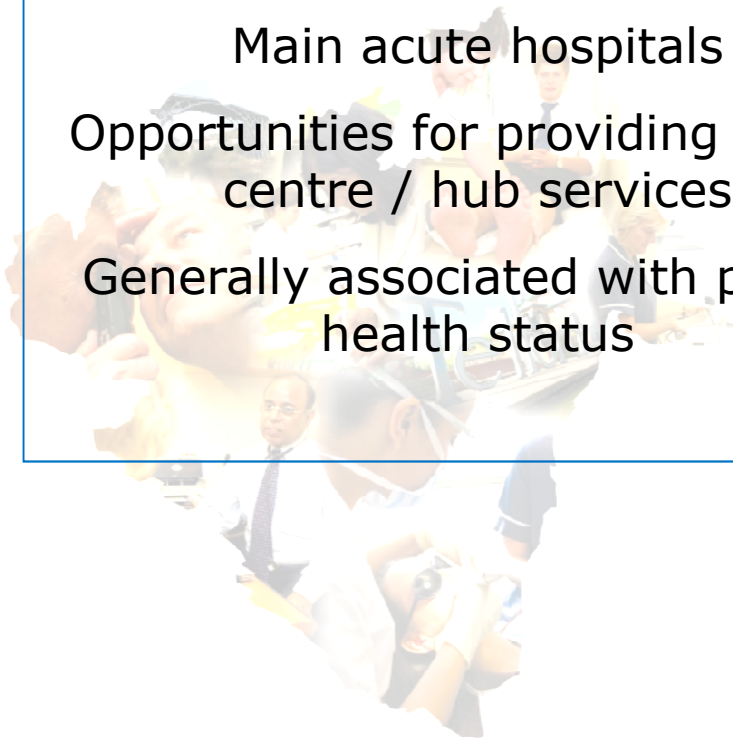 Main acute hospitals
Opportunities for providing
centre / hub services
Generally associated with p
health status